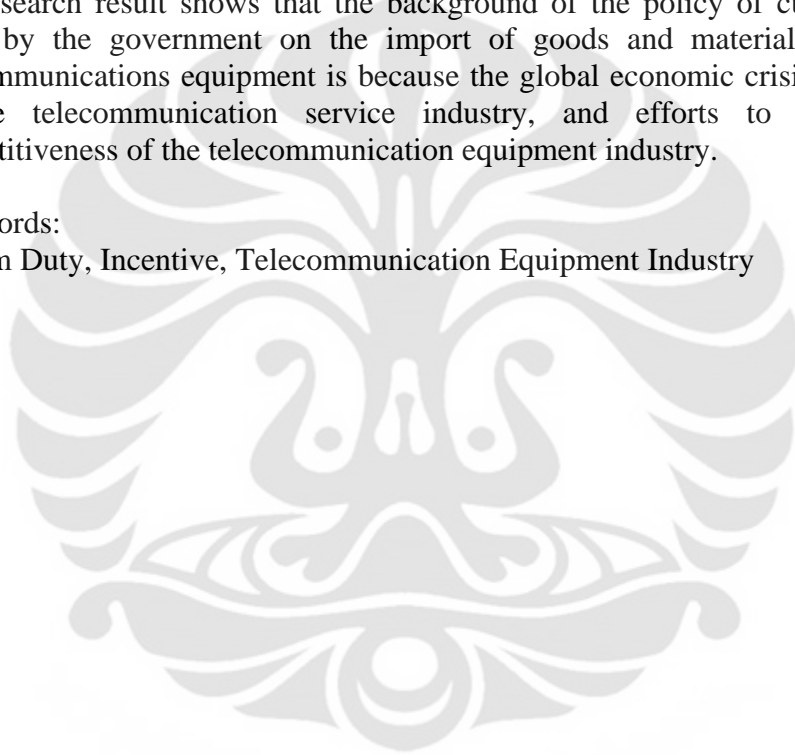 search result shows that the background of the policy of
by the government on the import of goods and material
communications equipment is because the global economic crisi
telecommunication service industry, and efforts to
titiveness of the telecommunication equipment industry.
ords:
Duty, Incentive, Telecommunication Equipment Industry